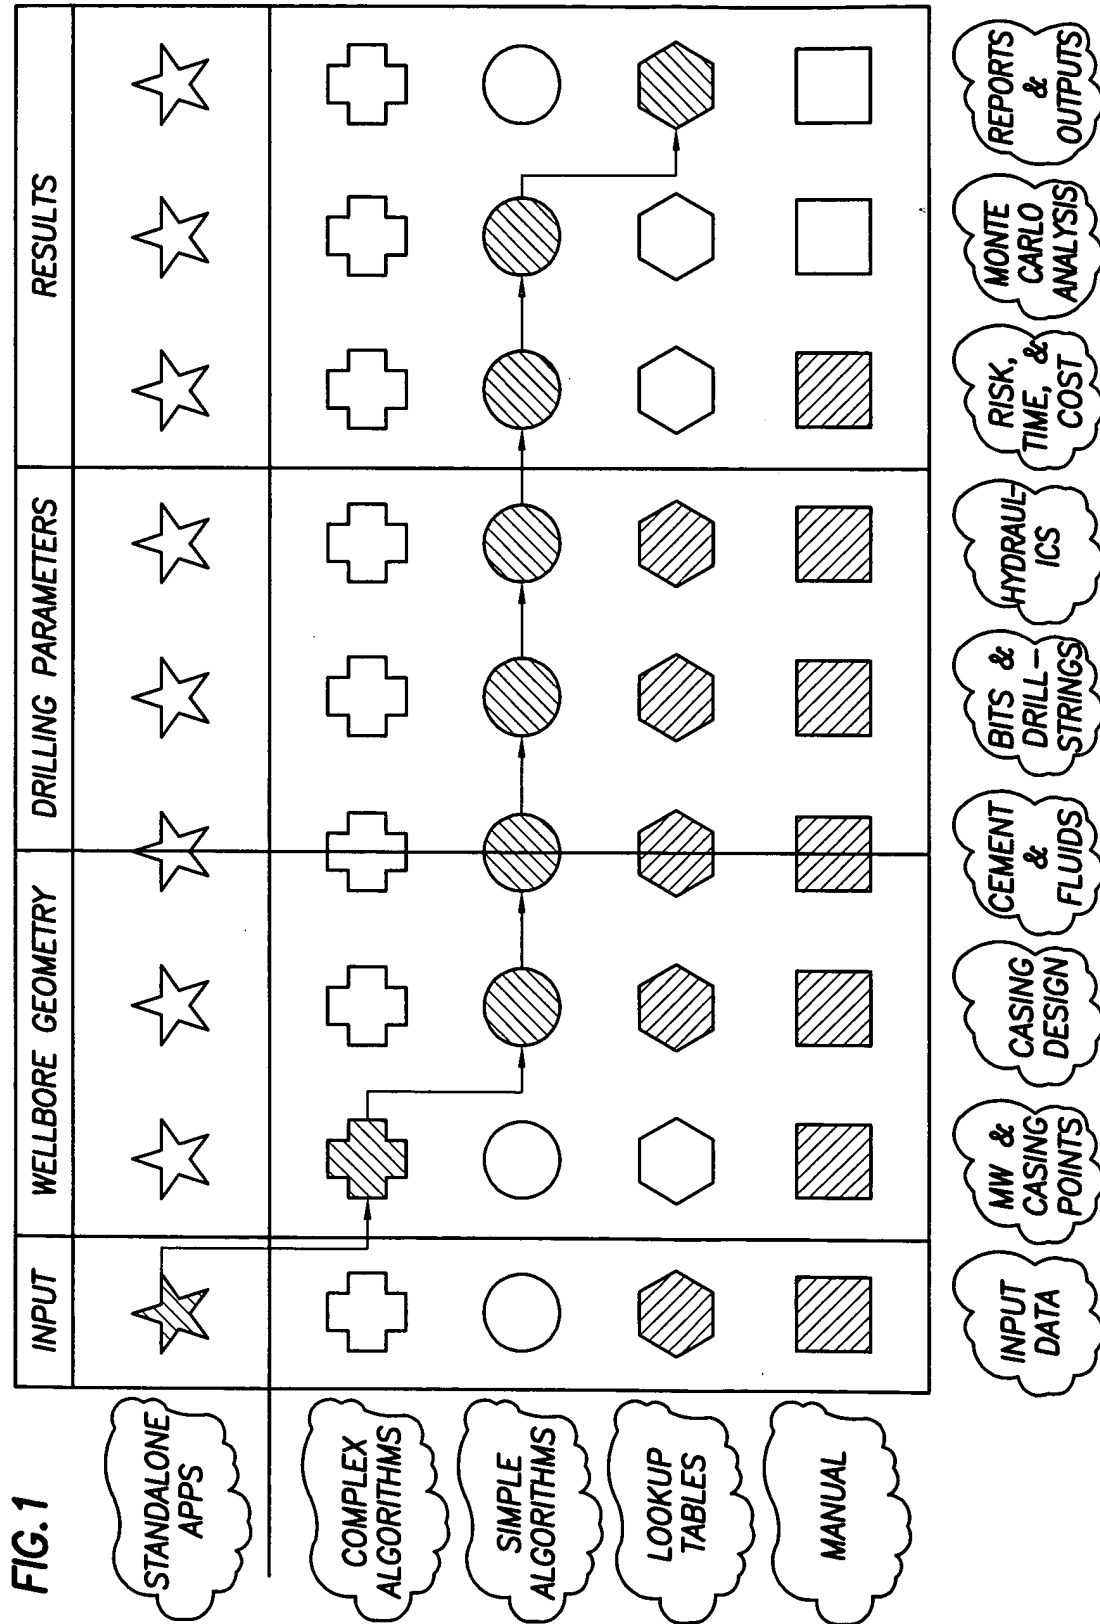 FIG.1
INPUT
WELLBORE GEOMETRY
DRILLING PARAMETERS
RESULTS
STANDALONE
APPS
COMPLEX
ALGORITHMS
SIMPLE
ALGORITHMS
LOOKUP
TABLES
MANUAL
INPUT
DATA
MW &
CASING
POINTS
CASING
DESIGN
CEMENT
&
FLUIDS
BITS &
DRILL-
STRINGS
HYDRAUL-
ICS
RISK,
TIME, &
COST
MONTE
CARLO
ANALYSIS
REPORTS
&
OUTPUTS